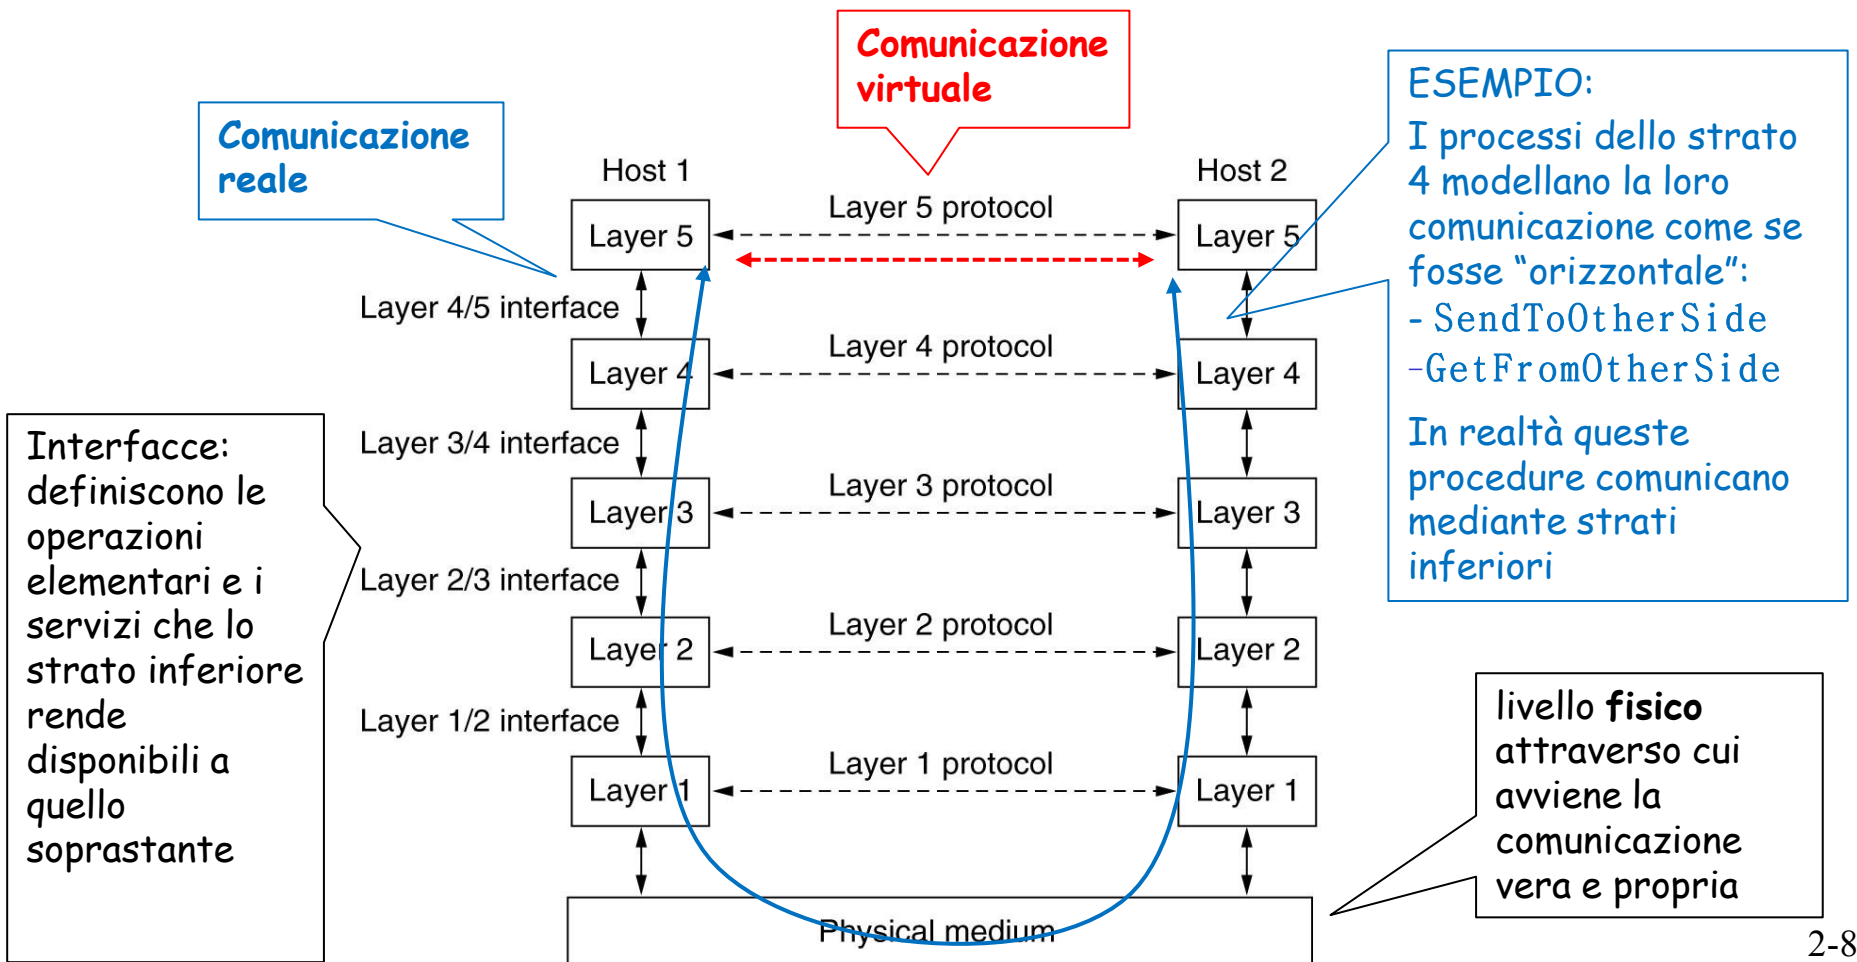 Comunicazione
virtuale
Comunicazione
reale
ESEMPIO:
I processi dello strato
4 modellano la loro
comunicazione come se
fosse “orizzontale”:
- SendToOtherSide
-GetFromOtherSide
In realtà queste
procedure comunicano
mediante strati
inferiori
Host 1
Host 2
Layer 5
Layer 5 protocol
Layer 5
Layer 4/5 interface
Layer 4
Layer 4 protocol
Layer 4
Layer 3/4 interface
Layer 3
Layer 3 protocol
Layer 3
Layer 2/3 interface
Layer 2
Layer 2 protocol
Layer 2
Layer 1/2 interface
Layer 1
Layer 1 protocol
Layer 1
Physical medium
Interfacce:
definiscono le
operazioni
elementari e i
servizi che lo
strato inferiore
rende
disponibili a
quello
soprastante
livello fisico
attraverso cui
avviene la
comunicazione
vera e propria
2-8